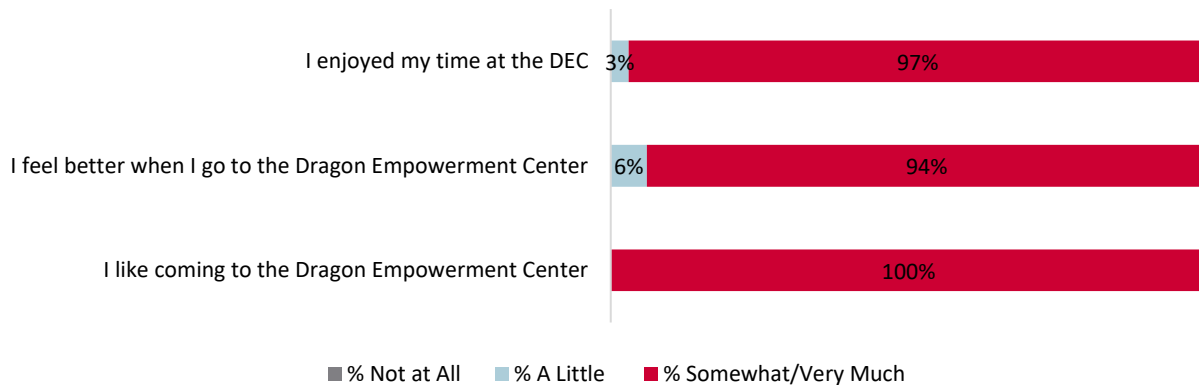 I enjoyed my time at the DEC 3% 97%
I feel better when I go to the Dragon Empowerment Center 6% 94%
I like coming to the Dragon Empowerment Center 100%
% Not at All % A Little % Somewhat/Very Much